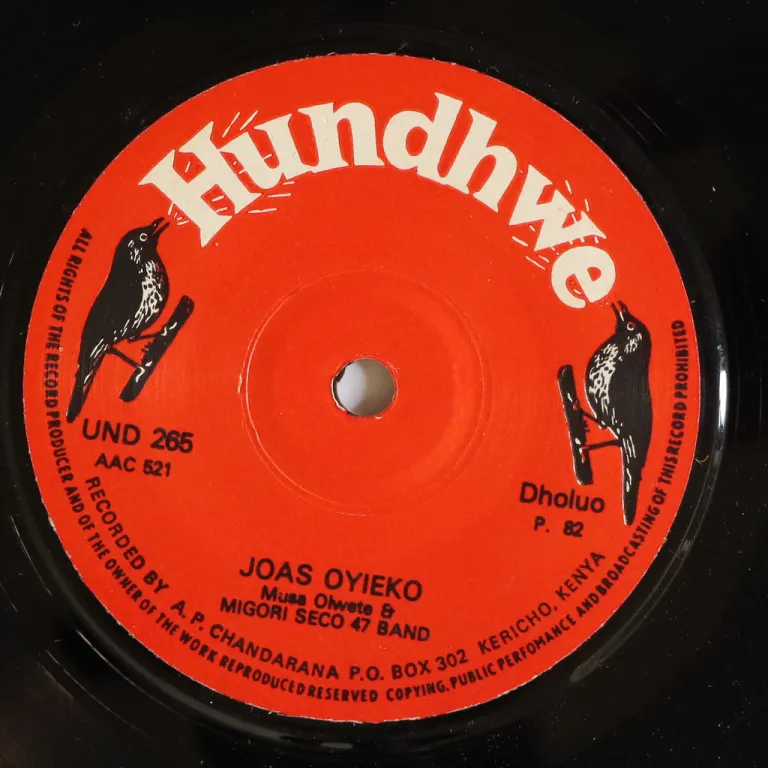 Hundhwe
UND 265
AAC 521
Dholuo
P. 82
JOAS OYIEKO
Musa Olwete &
MIGORI SECO 47 BAND
RECORDED BY A. P. CHANDARANA P.O. BOX 302 KERICHO, KENYA
ALL RIGHTS OF THE RECORD PRODUCER AND OF THE OWNER OF THE WORK REPRODUCED RESERVED COPYING, PUBLIC PERFOMANCE AND BROADCASTING OF THIS RECORD PROHIBITED